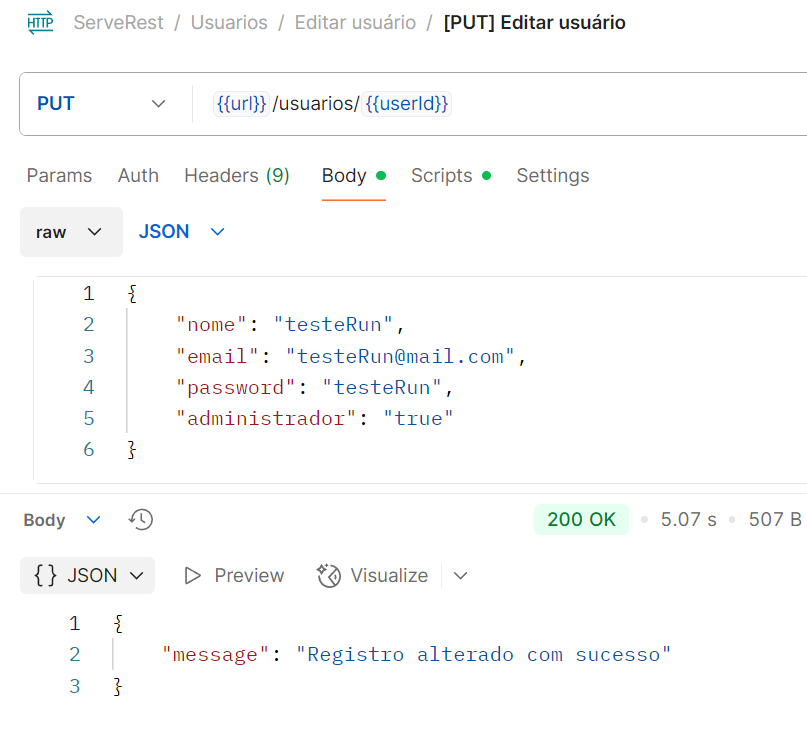 HTTP ServeRest / Usuarios / Editar usuário / [PUT] Editar usuário
PUT {{url}}/usuarios/{{userId}}
Params Auth Headers (9) Body Scripts Settings
raw JSON
1 {
2 "nome": "testeRun",
3 "email": "testeRun@mail.com",
4 "password": "testeRun",
5 "administrador": "true"
6 }
Body 200 OK 5.07 s 507 B
{} JSON Preview Visualize
1 {
2 "message": "Registro alterado com sucesso"
3 }